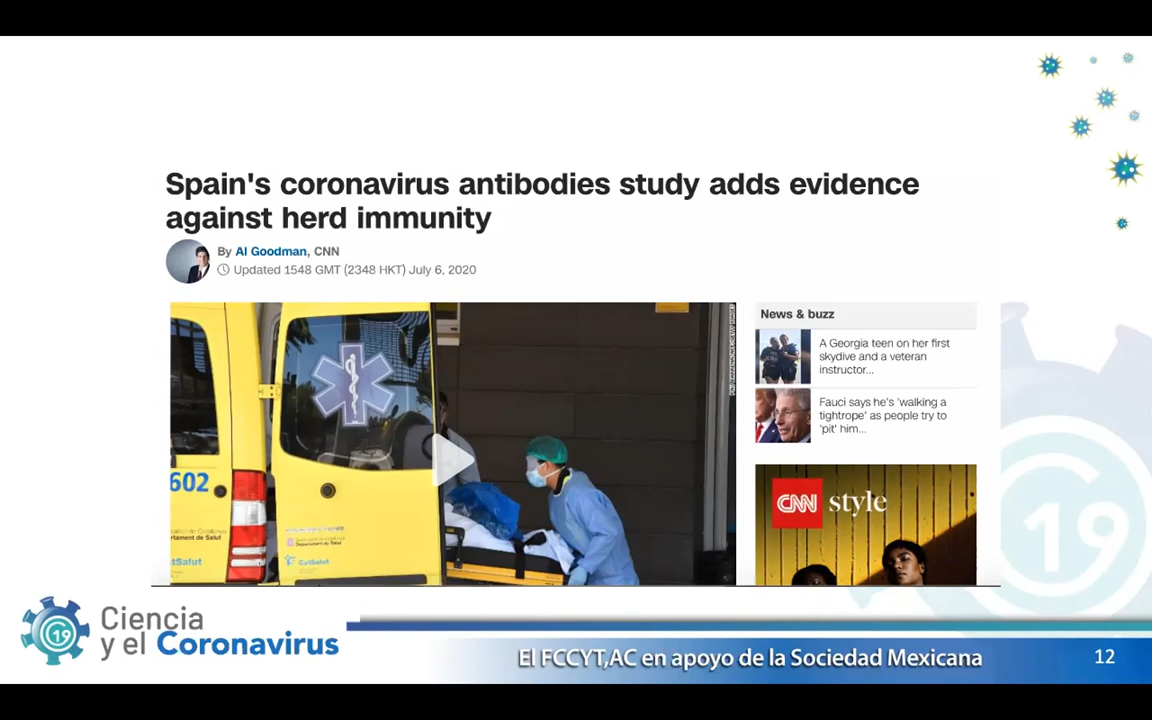 Spain's coronavirus antibodies study adds evidence
against herd immunity
By Al Goodman, CNN
Updated 1548 GMT (2348 HKT) July 6, 2020
News & buzz
A Georgia teen on her first
skydive and a veteran
instructor...
Fauci says he's 'walking a
tightrope' as people try to
'pit' him...
602
CatSalut
CNN style
19
Ciencia
y el Coronavirus
19
El FCCYT,AC en apoyo de la Sociedad Mexicana
12